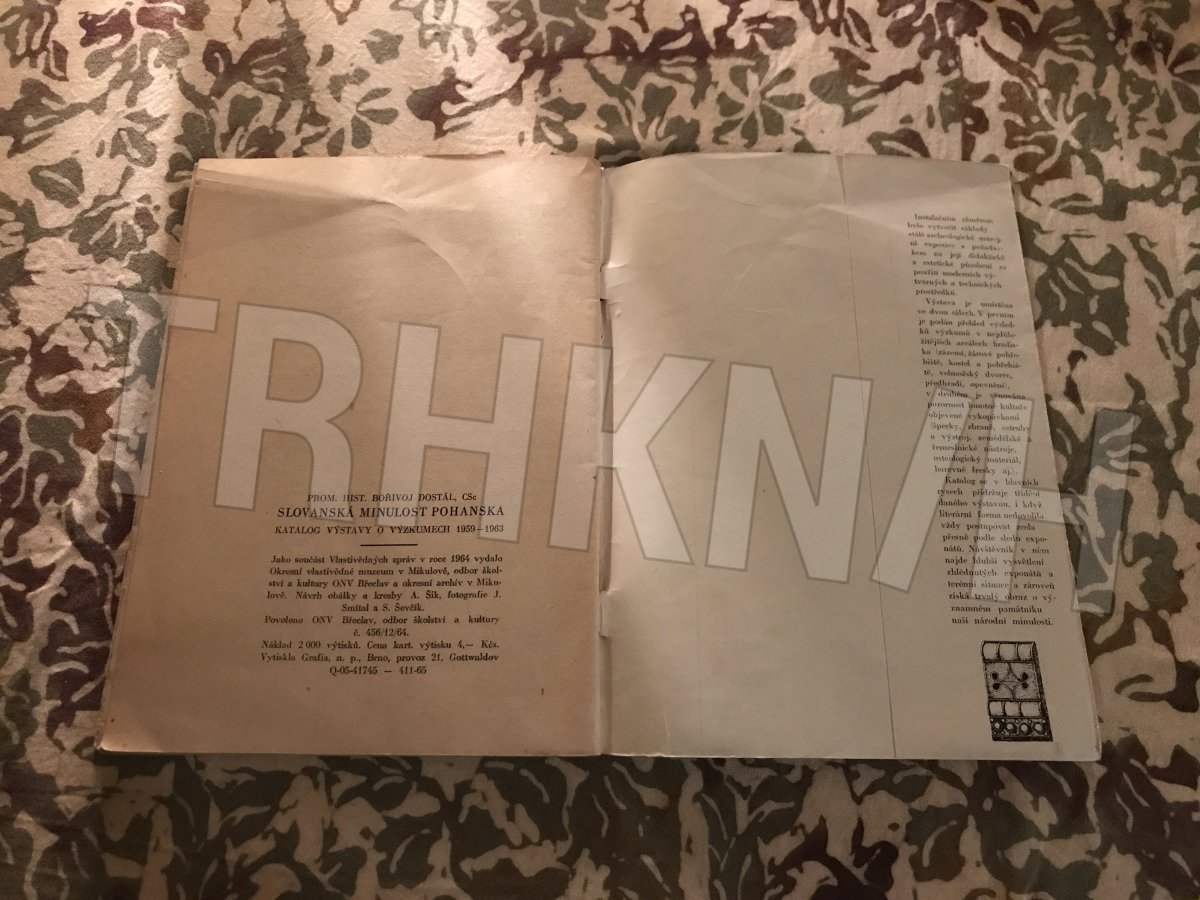 PROM. HIST. BOŘIVOJ DOSTÁL, CSc
SLOVANSKÁ MINULOST POHANSKA
KATALOG VÝSTAVY O VÝZKUMECH 1959–1963
Jako součást Vlastivědných zpráv v roce 1964 vydalo
Okresní vlastivědné muzeum v Mikulově, odbor škol-
ství a kultury ONV Břeclav a okresní archív v Miku-
lově. Návrh obálky a kresby A. Šik, fotografie J.
Smital a S. Ševčík.
Povoleno ONV Břeclav, odbor školství a kultury
č. 456/12/64.
Náklad 2 000 výtisků. Cena kart. výtisku 4,— Kčs.
Vytiskla Grafia, n. p., Brno, provoz 21, Gottwaldov
Q-05-41745 — 411-65
Instalačním záměrem
bylo vytvořit základy
stálé archeologické muzej-
ní expozice s požadav-
kem na její didaktické
a estetické působení za
použití moderních vý-
tvarných a technických
prostředků.
Výstava je umístěna
ve dvou sálech. V prvním
je podán přehled výsled-
ků výzkumů v nejdůle-
žitějších areálech hradis-
ka (zázemí, žárové pohře-
biště, kostel a pohřebiš-
tě, velmožský dvorec,
předhradí, opevnění),
v druhém je věnována
pozornost hmotné kultuře
objevené vykopávkami
(šperky, zbraně, ostruhy
a výstroj, zemědělské a
řemeslnické nástroje,
osteologický materiál,
barevné fresky aj.).
Katalog se v hlavních
rysech přidržuje třídění
daného výstavou, i když
literární forma nedovolila
vždy postupovat zcela
přesně podle sledu expo-
nátů. Návštěvník v něm
najde hlubší vysvětlení
zhlédnutých exponátů a
terénní situace a zároveň
získá trvalý obraz o vý-
znamném památníku
naší národní minulosti.
TRHKNIH